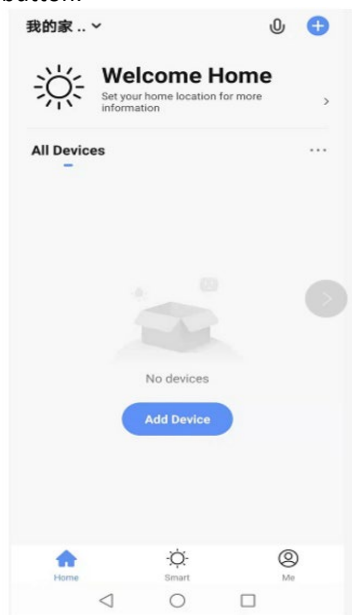 button.
我的家 ..
Welcome Home
Set your home location for more
information
All Devices
...
No devices
Add Device
Home
Smart
Me